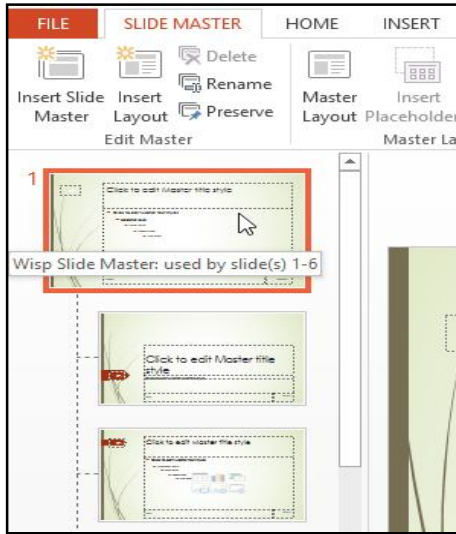 FILE SLIDE MASTER HOME INSERT
Insert Slide Master
Insert Layout
Delete
Rename
Preserve
Master Layout
Insert Placeholder
Edit Master
Master La
1
Click to edit Master title style
Wisp Slide Master: used by slide(s) 1-6
Click to edit Master title
style
Click to edit Master title style